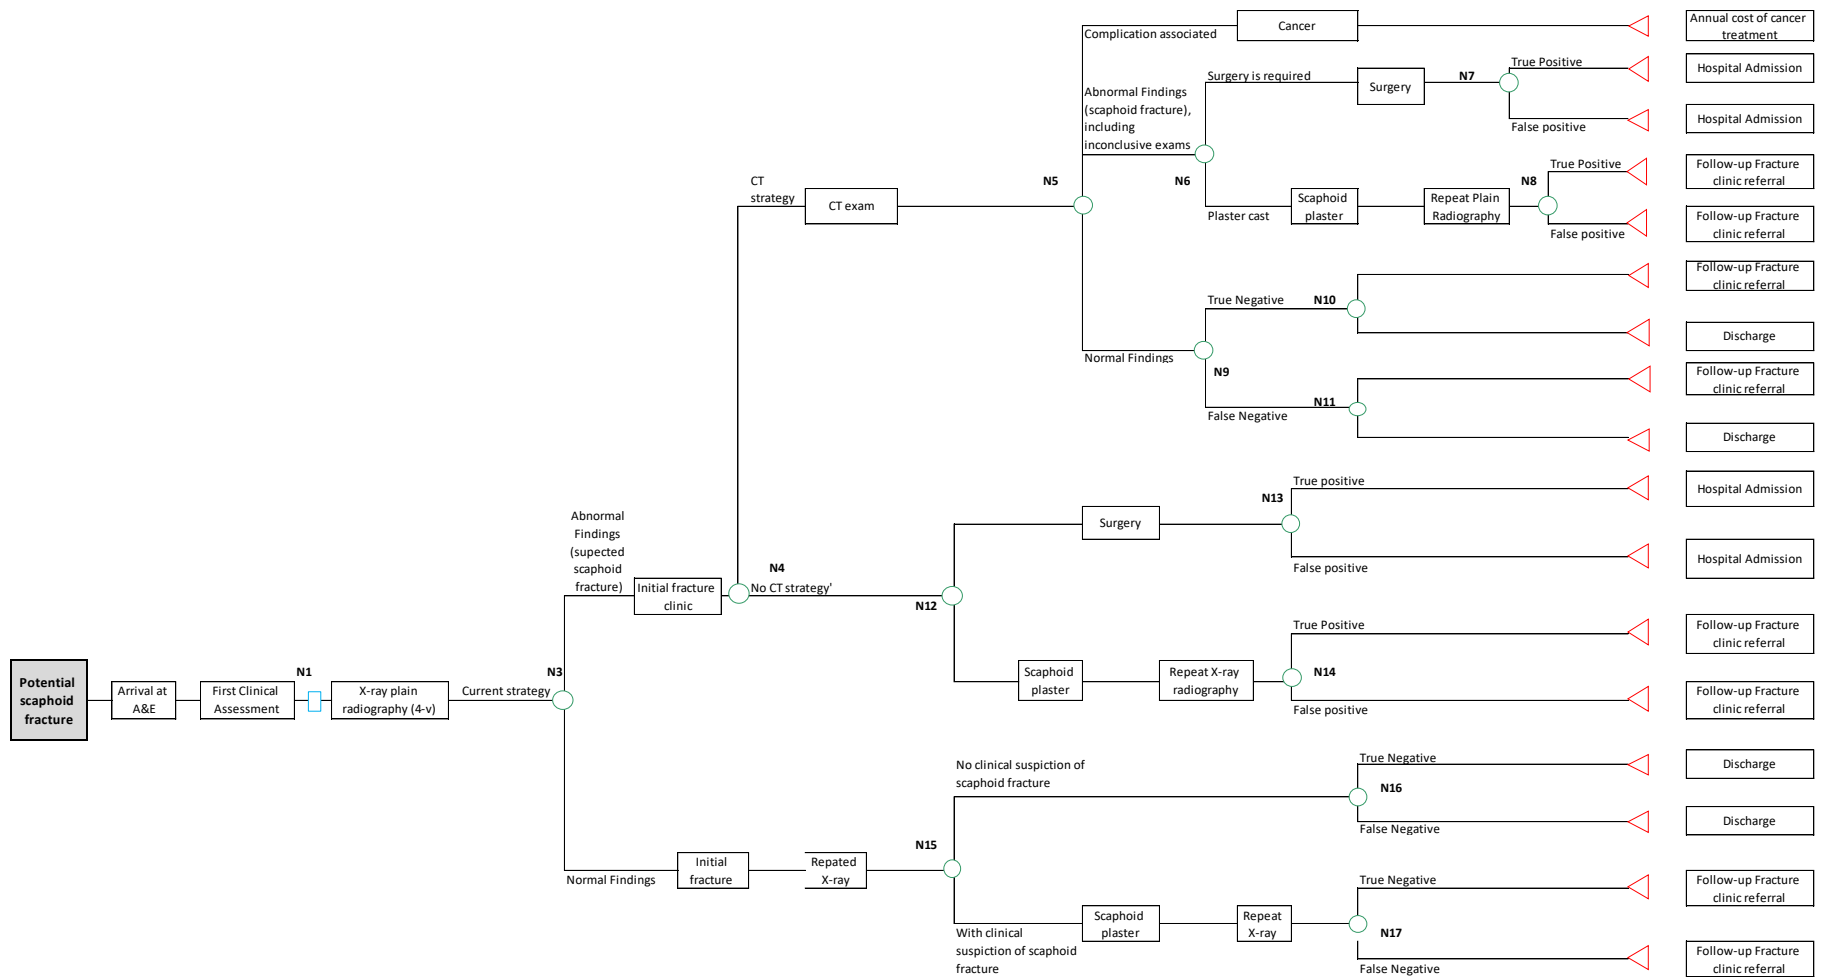 Complication associated
Cancer
Annual cost of cancer
treatment
Surgery is required
Surgery
N7
True Positive
Hospital Admission
False positive
Hospital Admission
Abnormal Findings
(scaphoid fracture),
including
inconclusive exams
N6
Plaster cast
Scaphoid
plaster
Repeat Plain
Radiography
N8
True Positive
Follow-up Fracture
clinic referral
False positive
Follow-up Fracture
clinic referral
CT
strategy
CT exam
N5
True Negative
N10
Follow-up Fracture
clinic referral
Discharge
Normal Findings
N9
False Negative
N11
Follow-up Fracture
clinic referral
Discharge
Abnormal
Findings
(supected
scaphoid
fracture)
Initial fracture
clinic
N4
No CT strategy'
N12
Surgery
N13
True positive
Hospital Admission
False positive
Hospital Admission
Scaphoid
plaster
Repeat X-ray
radiography
N14
True Positive
Follow-up Fracture
clinic referral
False positive
Follow-up Fracture
clinic referral
Potential
scaphoid
fracture
Arrival at
A&E
First Clinical
Assessment
N1
X-ray plain
radiography (4-v)
Current strategy
N3
Normal Findings
Initial
fracture
Repated
X-ray
N15
No clinical suspiction of
scaphoid fracture
True Negative
N16
Discharge
False Negative
Discharge
With clinical
suspiction of scaphoid
fracture
Scaphoid
plaster
Repeat
X-ray
True Negative
N17
Follow-up Fracture
clinic referral
False Negative
Follow-up Fracture
clinic referral